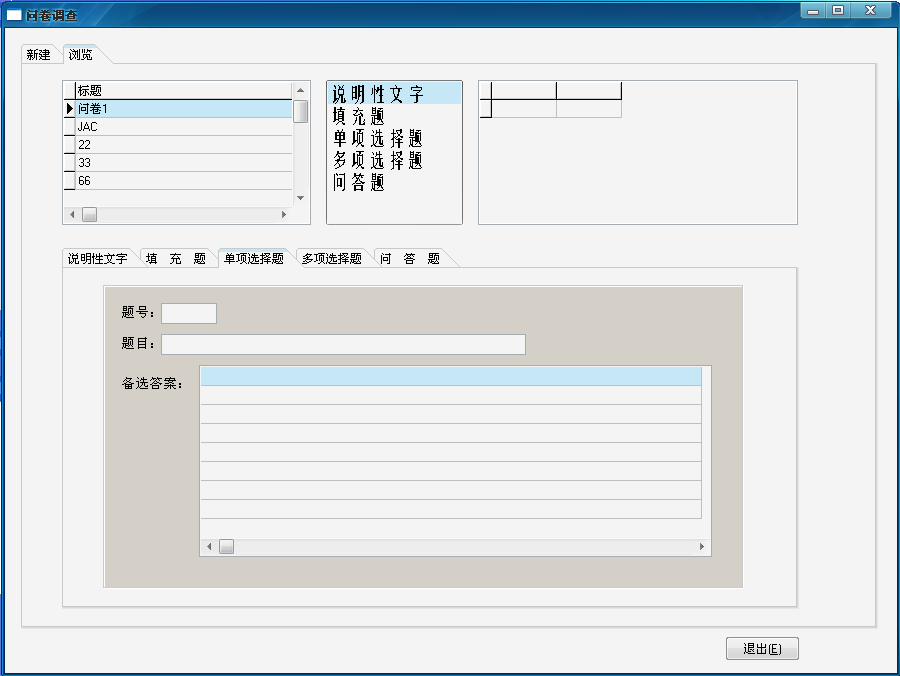 问卷调查
新建 浏览
标题
问卷1
JAC
22
33
66
说明性文字
填充题
单项选择题
多项选择题
问答题
说明性文字 填 充 题 单项选择题 多项选择题 问 答 题
题号：
题目：
备选答案：
退出(E)